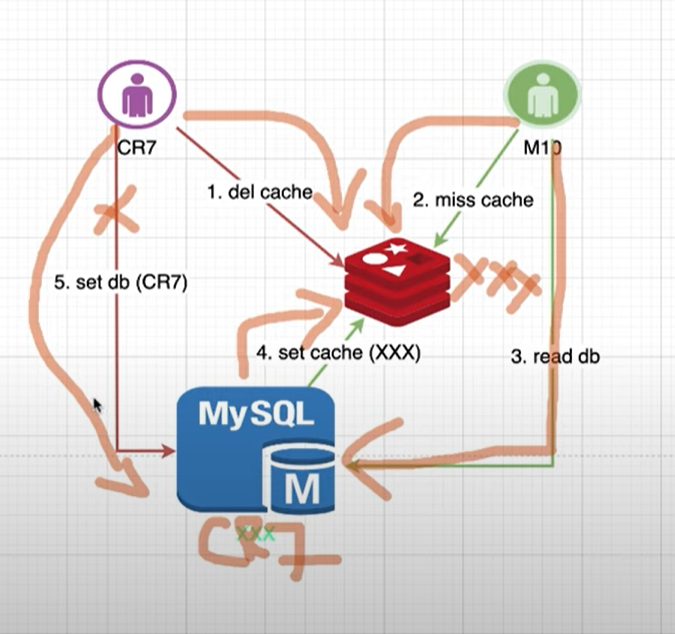 CR7
M10
1. del cache
2. miss cache
XXX
5. set db (CR7)
4. set cache (XXX)
3. read db
MySQL
M
XXX
CR7